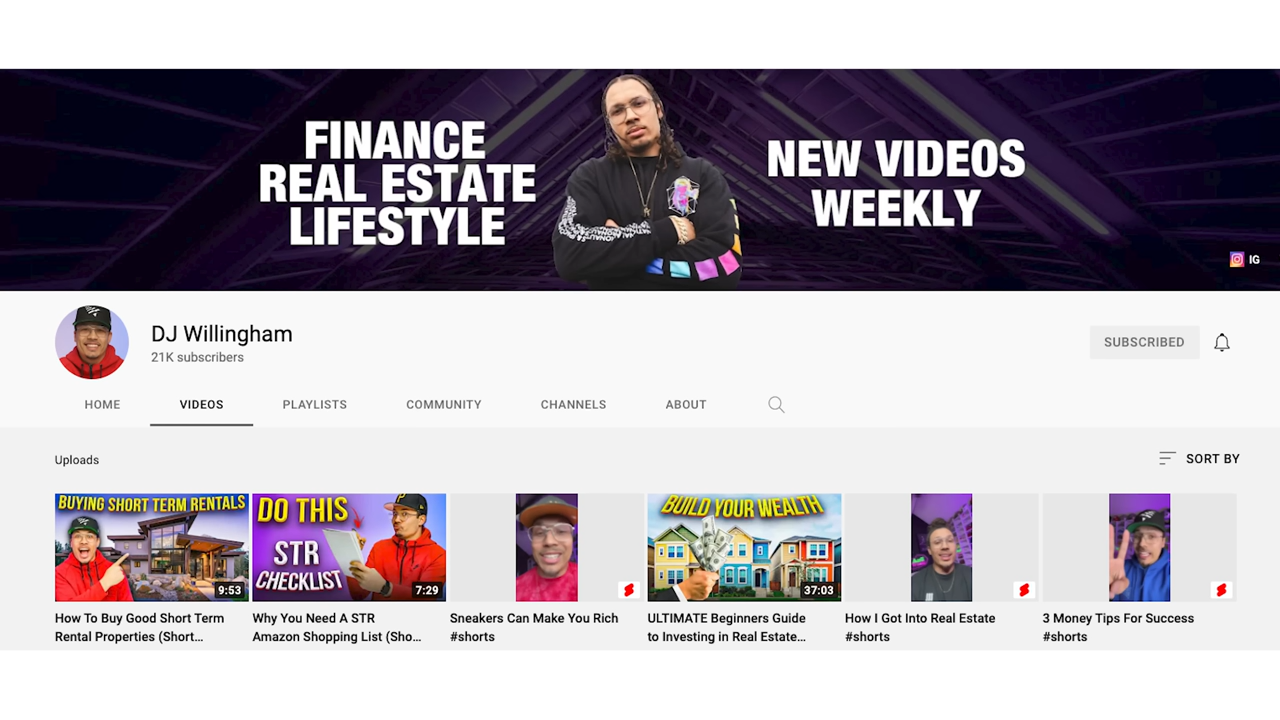 FINANCE
REAL ESTATE
LIFESTYLE
NEW VIDEOS
WEEKLY
IG
DJ Willingham
21K subscribers
SUBSCRIBED
HOME
VIDEOS
PLAYLISTS
COMMUNITY
CHANNELS
ABOUT
Uploads
SORT BY
BUYING SHORT TERM RENTALS
9:53
How To Buy Good Short Term
Rental Properties (Short...
DO THIS
STR
CHECKLIST
7:29
Why You Need A STR
Amazon Shopping List (Sho...
Sneakers Can Make You Rich
#shorts
BUILD YOUR WEALTH
37:03
ULTIMATE Beginners Guide
to Investing in Real Estate...
How I Got Into Real Estate
#shorts
3 Money Tips For Success
#shorts